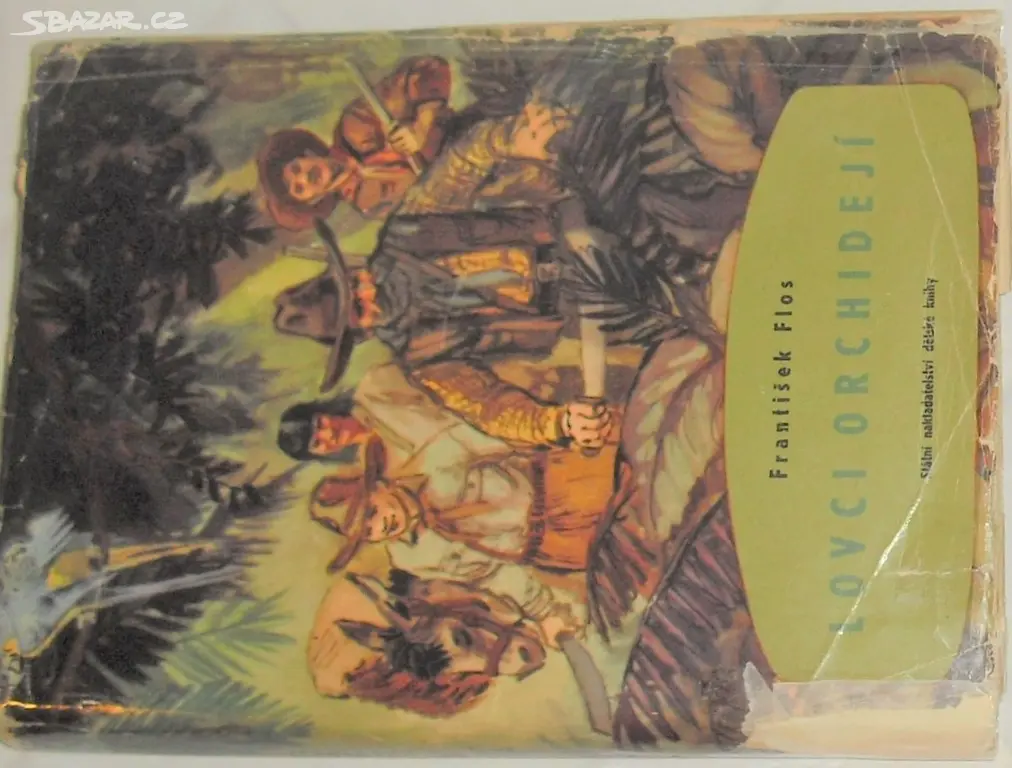 SBAZAR.CZ
František Flos
LOVCI ORCHIDEJÍ
Státní nakladatelství dětské knihy